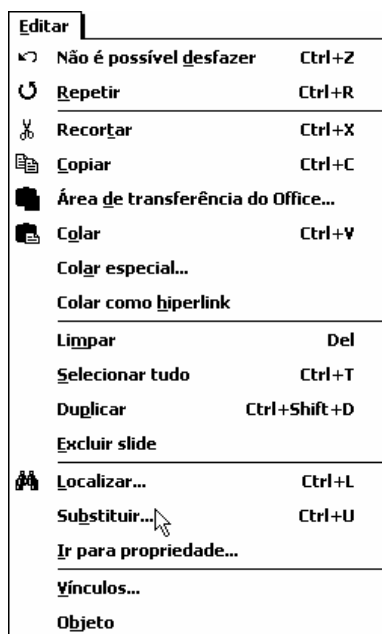 Editar
Não é possível desfazer Ctrl+Z
Repetir Ctrl+R
Recortar Ctrl+X
Copiar Ctrl+C
Área de transferência do Office...
Colar Ctrl+V
Colar especial...
Colar como hiperlink
Limpar Del
Selecionar tudo Ctrl+T
Duplicar Ctrl+Shift+D
Excluir slide
Localizar... Ctrl+L
Substituir... Ctrl+U
Ir para propriedade...
Vínculos...
Objeto